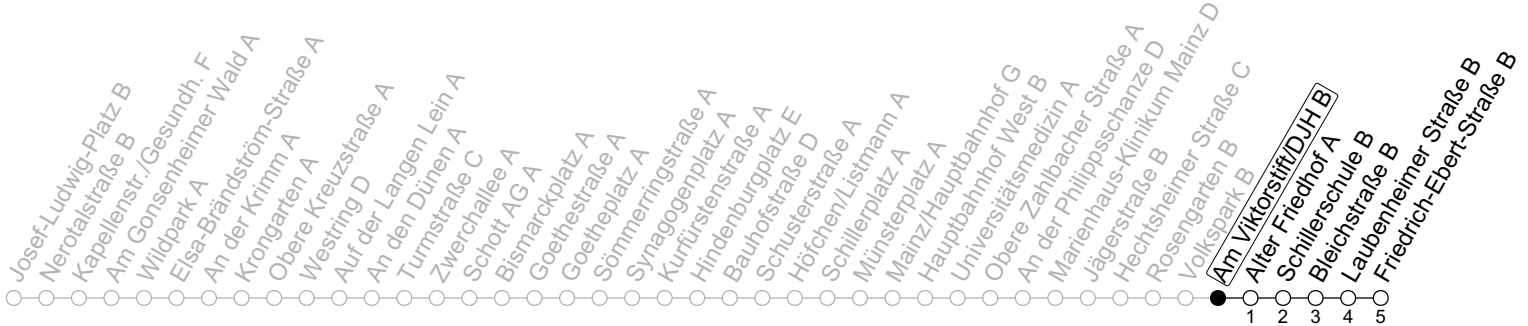 Josef-Ludwig-Platz B
Nerotalstraße B
Kapellenstr./Gesundh. F
Am Gonsenheimer Wald A
Wildpark A
Elsa-Brändström-Straße A
An der Krimm A
Krongarten A
Obere Kreuzstraße A
Westring D
Auf der Langen Lein A
An den Dünen A
Turmstraße C
Zwerchallee A
Schott AG A
Bismarckplatz A
Goethestraße A
Goetheplatz A
Sömmerringstraße A
Synagogenplatz A
Kurfürstenstraße A
Hindenburgplatz E
Bauhofstraße D
Schusterstraße A
Höfchen/Listmann A
Schillerplatz A
Münsterplatz A
Mainz/Hauptbahnhof G
Hauptbahnhof West B
Universitätsmedizin A
Obere Zahlbacher Straße A
An der Philippsschanze D
Marienhaus-Klinikum Mainz D
Jägerstraße B
Hechtsheimer Straße C
Rosengarten B
Volkspark B
Am Viktorstift/DJH B
Alter Friedhof A
Schillerschule B
Bleichstraße B
Laubenheimer Straße B
Friedrich-Ebert-Straße B
1 2 3 4 5